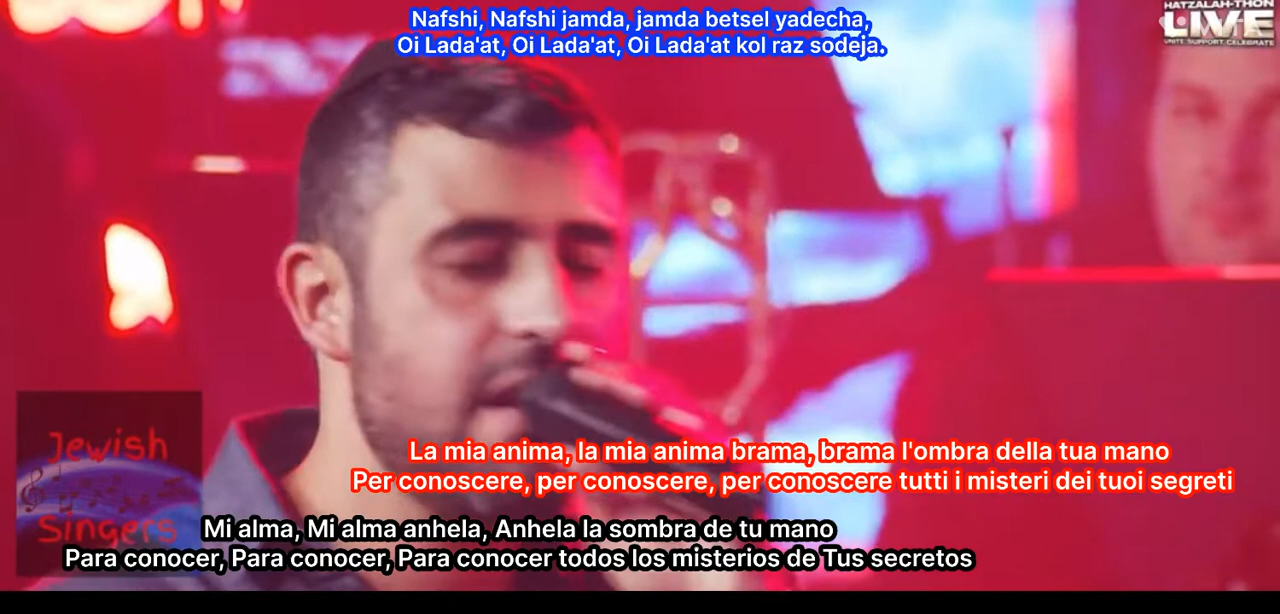 Nafshi, Nafshi jamda, jamda betsel yadecha,
Oi Lada'at, Oi Lada'at, Oi Lada'at kol raz sodeja.
HATZALAH-THON
LIVE
UNITE.SUPPORT.CELEBRATE
La mia anima, la mia anima brama, brama l'ombra della tua mano
Per conoscere, per conoscere, per conoscere tutti i misteri dei tuoi segreti
Jewish
Singers
Mi alma, Mi alma anhela, Anhela la sombra de tu mano
Para conocer, Para conocer, Para conocer todos los misterios de Tus secretos